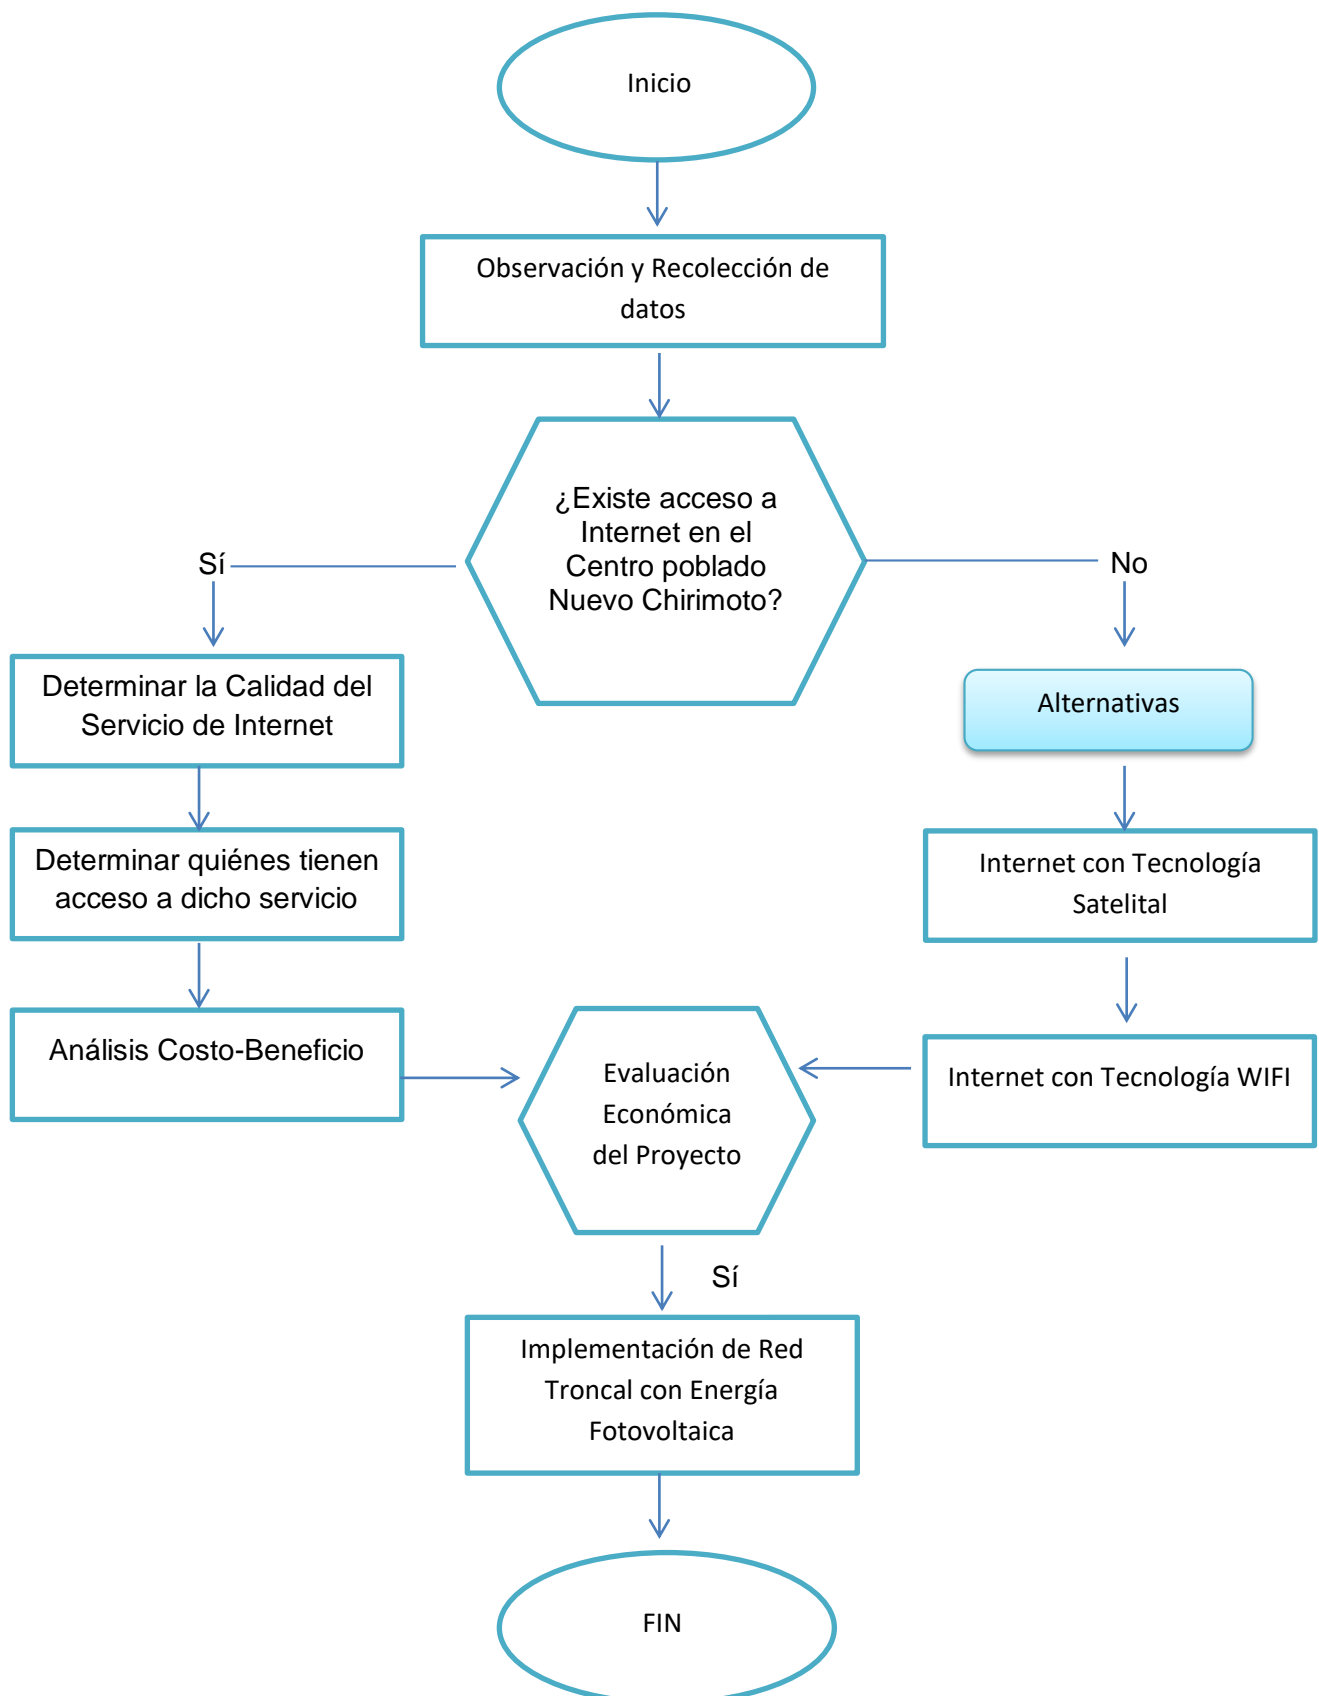 Inicio
Observación y Recolección de
datos
¿Existe acceso a
Internet en el
Centro poblado
Nuevo Chirimoto?
Sí
No
Determinar la Calidad del
Servicio de Internet
Alternativas
Determinar quiénes tienen
acceso a dicho servicio
Internet con Tecnología
Satelital
Análisis Costo-Beneficio
Evaluación
Económica
del Proyecto
Internet con Tecnología WIFI
Sí
Implementación de Red
Troncal con Energía
Fotovoltaica
FIN